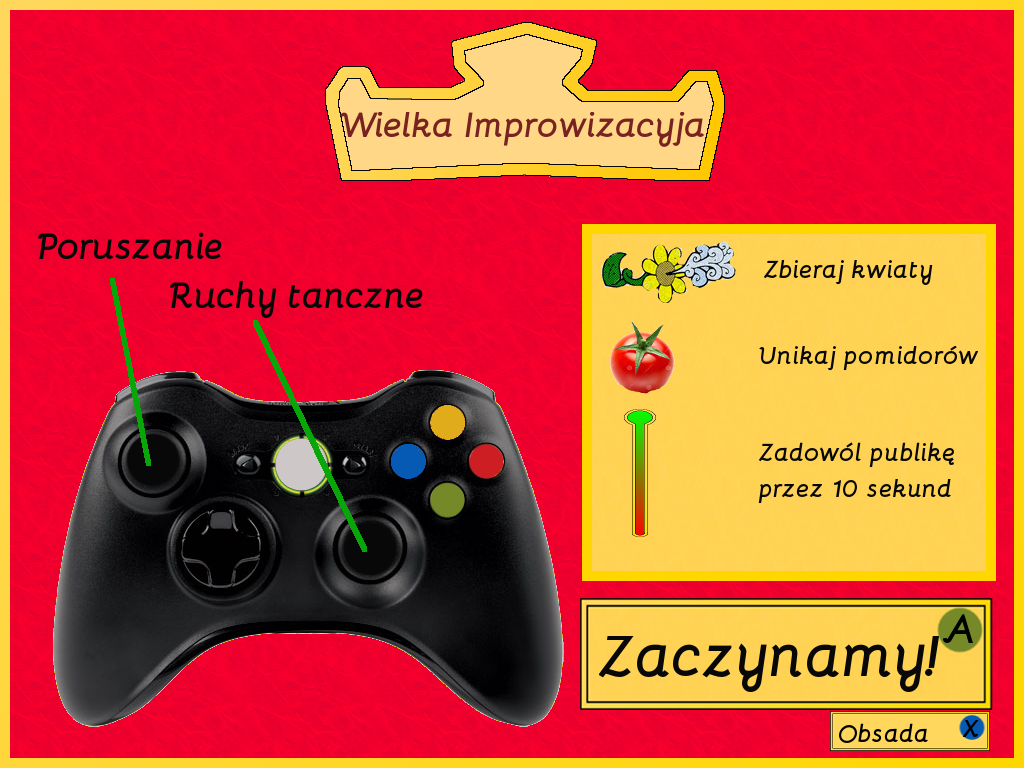 Wielka Improwizacyja
Poruszanie
Ruchy tanczne
Zbieraj kwiaty
Unikaj pomidorów
Zadowól publikę
przez 10 sekund
Zaczynamy! A
Obsada X